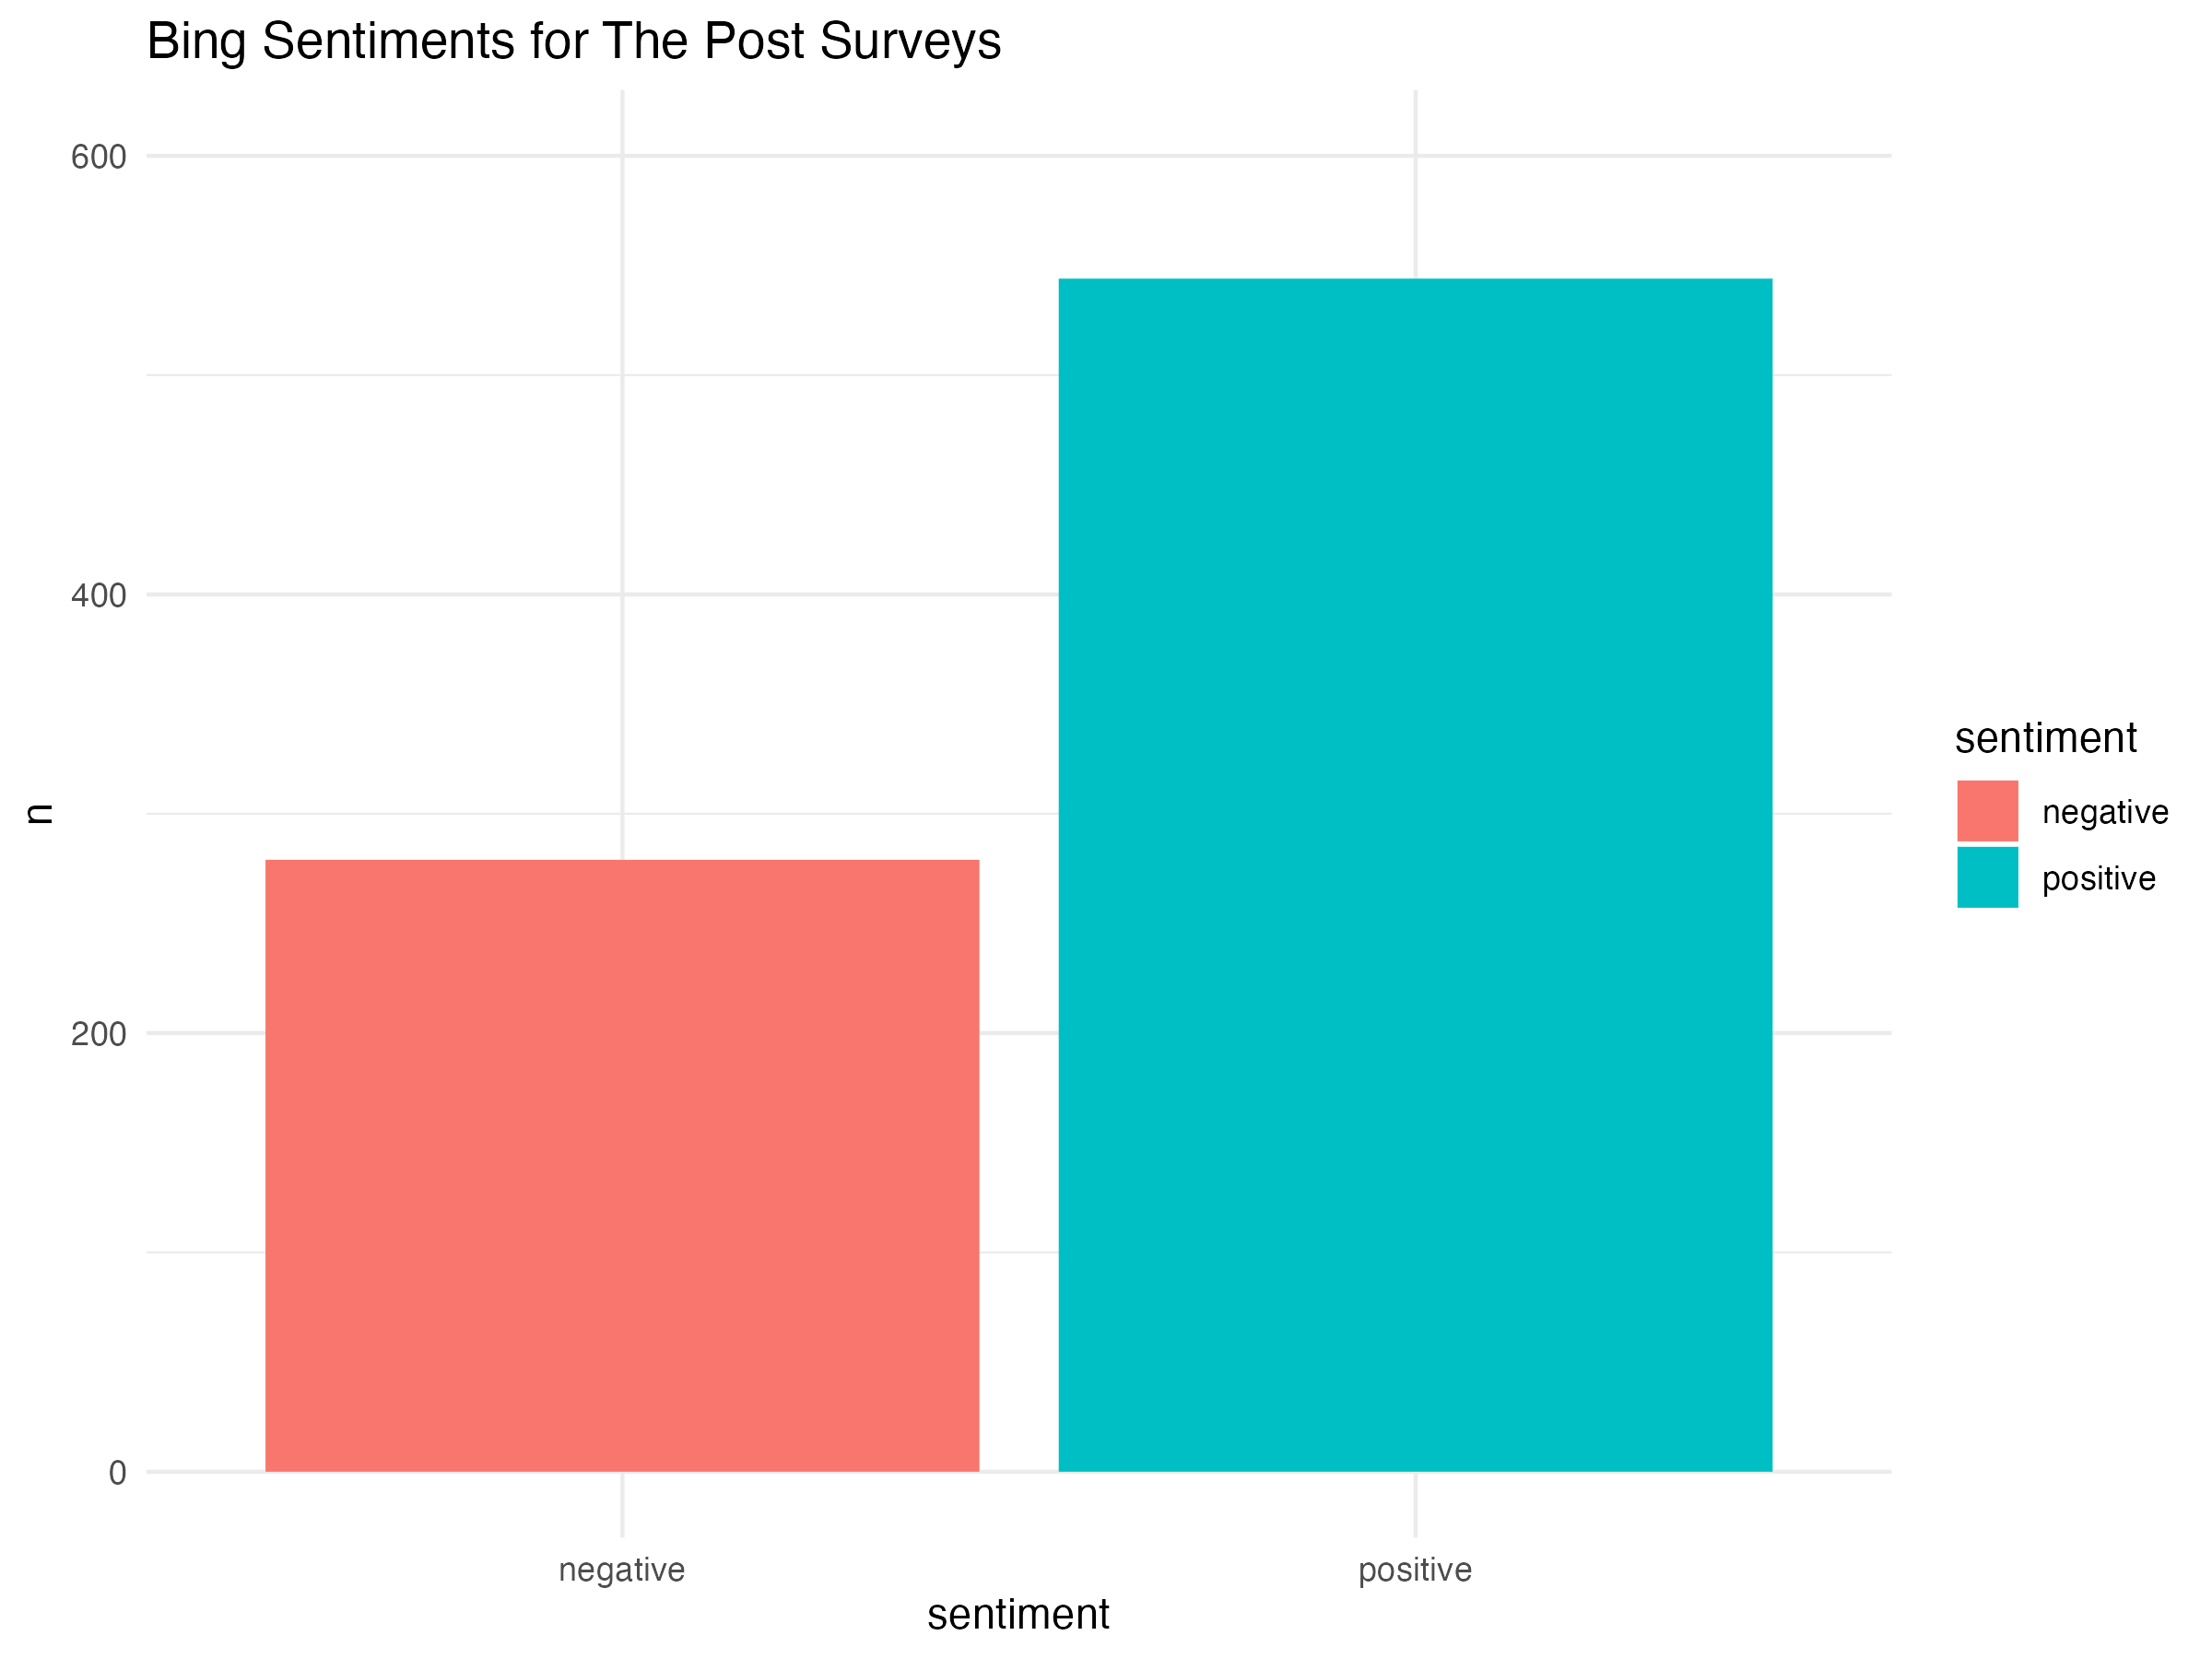 Bing Sentiments for The Post Surveys
600
400
200
0
n
negative
positive
sentiment
sentiment
negative
positive